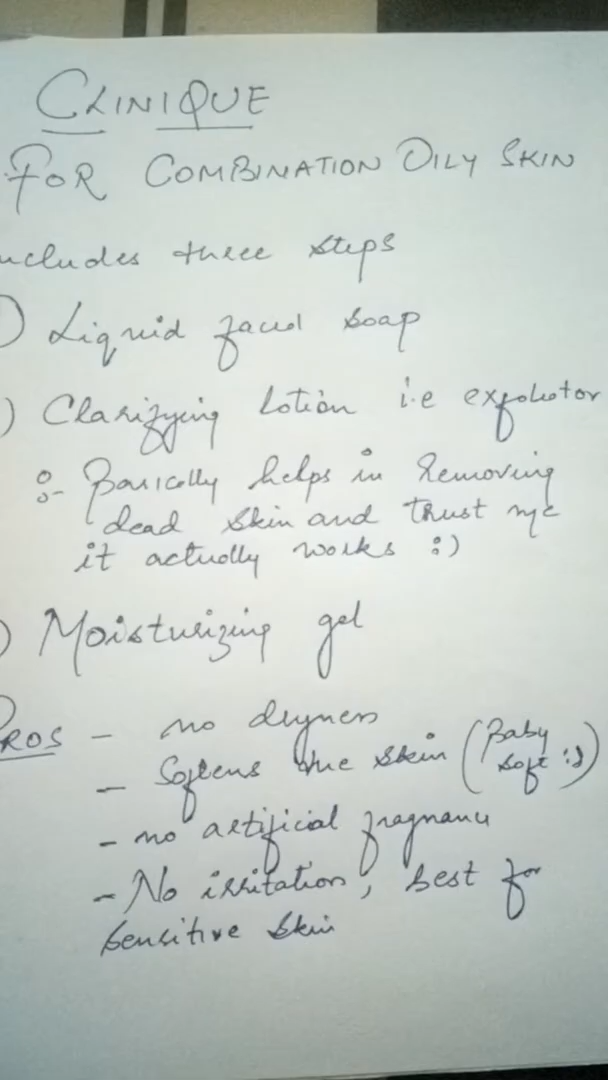 CLINIQUE
FOR COMBINATION OILY SKIN
ncludes three steps
) Liquid facial soap
) Clarifying lotion i.e exfoliator
:- Basically helps in removing
dead skin and trust me
it actually works :)
) Moisturizing gel
PROS - no dryness
- Softens the skin (Baby
soft :)
- no artificial fragnance
- No irritation, best for
sensitive skin